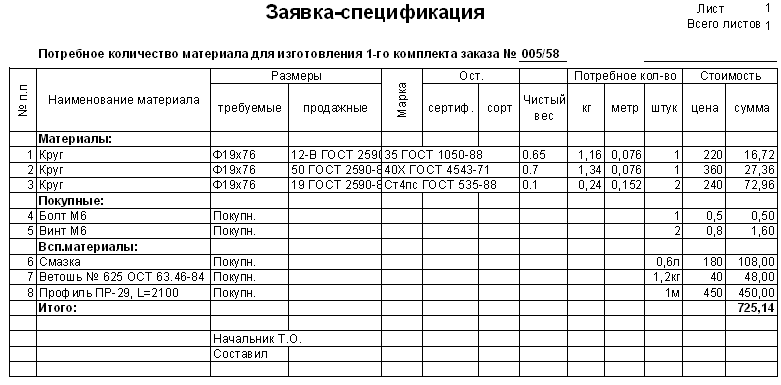 Заявка-спецификация
Лист 1
Всего листов 1
Потребное количество материала для изготовления 1-го комплекта заказа № 005/58
№ п.п Наименование материала Размеры Марка Ост. Чистый вес Потребное кол-во Стоимость
требуемые продажные сертиф. сорт кг метр штук цена сумма
Материалы:
1 Круг Ф19х76 12-В ГОСТ 2590 35 ГОСТ 1050-88 0.65 1,16 0,076 1 220 16,72
2 Круг Ф19х76 50 ГОСТ 2590-8 40Х ГОСТ 4543-71 0.7 1,34 0,076 1 360 27,36
3 Круг Ф19х76 19 ГОСТ 2590-8 Ст4пс ГОСТ 535-88 0.1 0,24 0,152 2 240 72,96
Покупные:
4 Болт М6 Покупн. 1 0,5 0,50
5 Винт М6 Покупн. 2 0,8 1,60
Всп.материалы:
6 Смазка Покупн. 0,6л 180 108,00
7 Ветошь № 625 ОСТ 63.46-84 Покупн. 1,2кг 40 48,00
8 Профиль ПР-29, L=2100 Покупн. 1м 450 450,00
Итого: 725,14
Начальник Т.О.
Составил